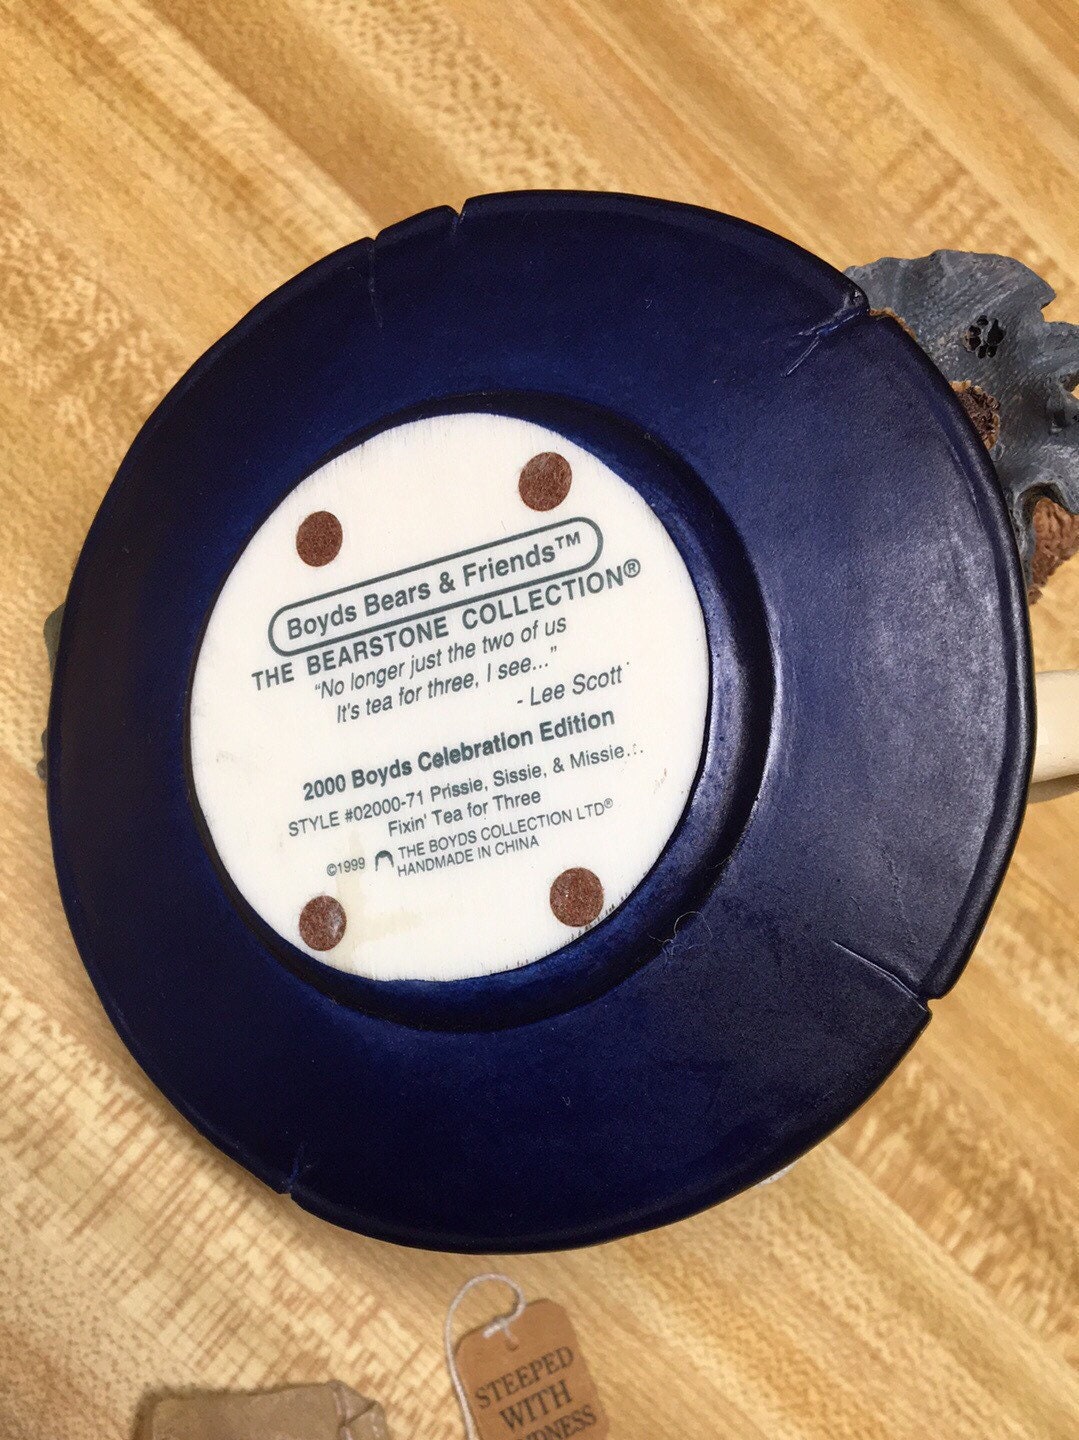 Boyds Bears & Friends™
THE BEARSTONE COLLECTION®
"No longer just the two of us
It's tea for three, I see..."
- Lee Scott
2000 Boyds Celebration Edition
STYLE #02000-71 Prissie, Sissie, & Missie...
Fixin' Tea for Three
©1999 THE BOYDS COLLECTION LTD®
HANDMADE IN CHINA
STEEPED
WITH